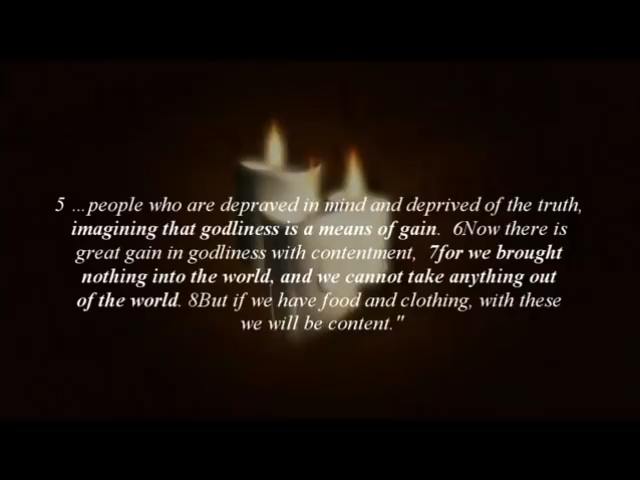 5 ...people who are depraved in mind and deprived of the truth,
imagining that godliness is a means of gain.  6Now there is
great gain in godliness with contentment,  7for we brought
nothing into the world, and we cannot take anything out
of the world. 8But if we have food and clothing, with these
we will be content."